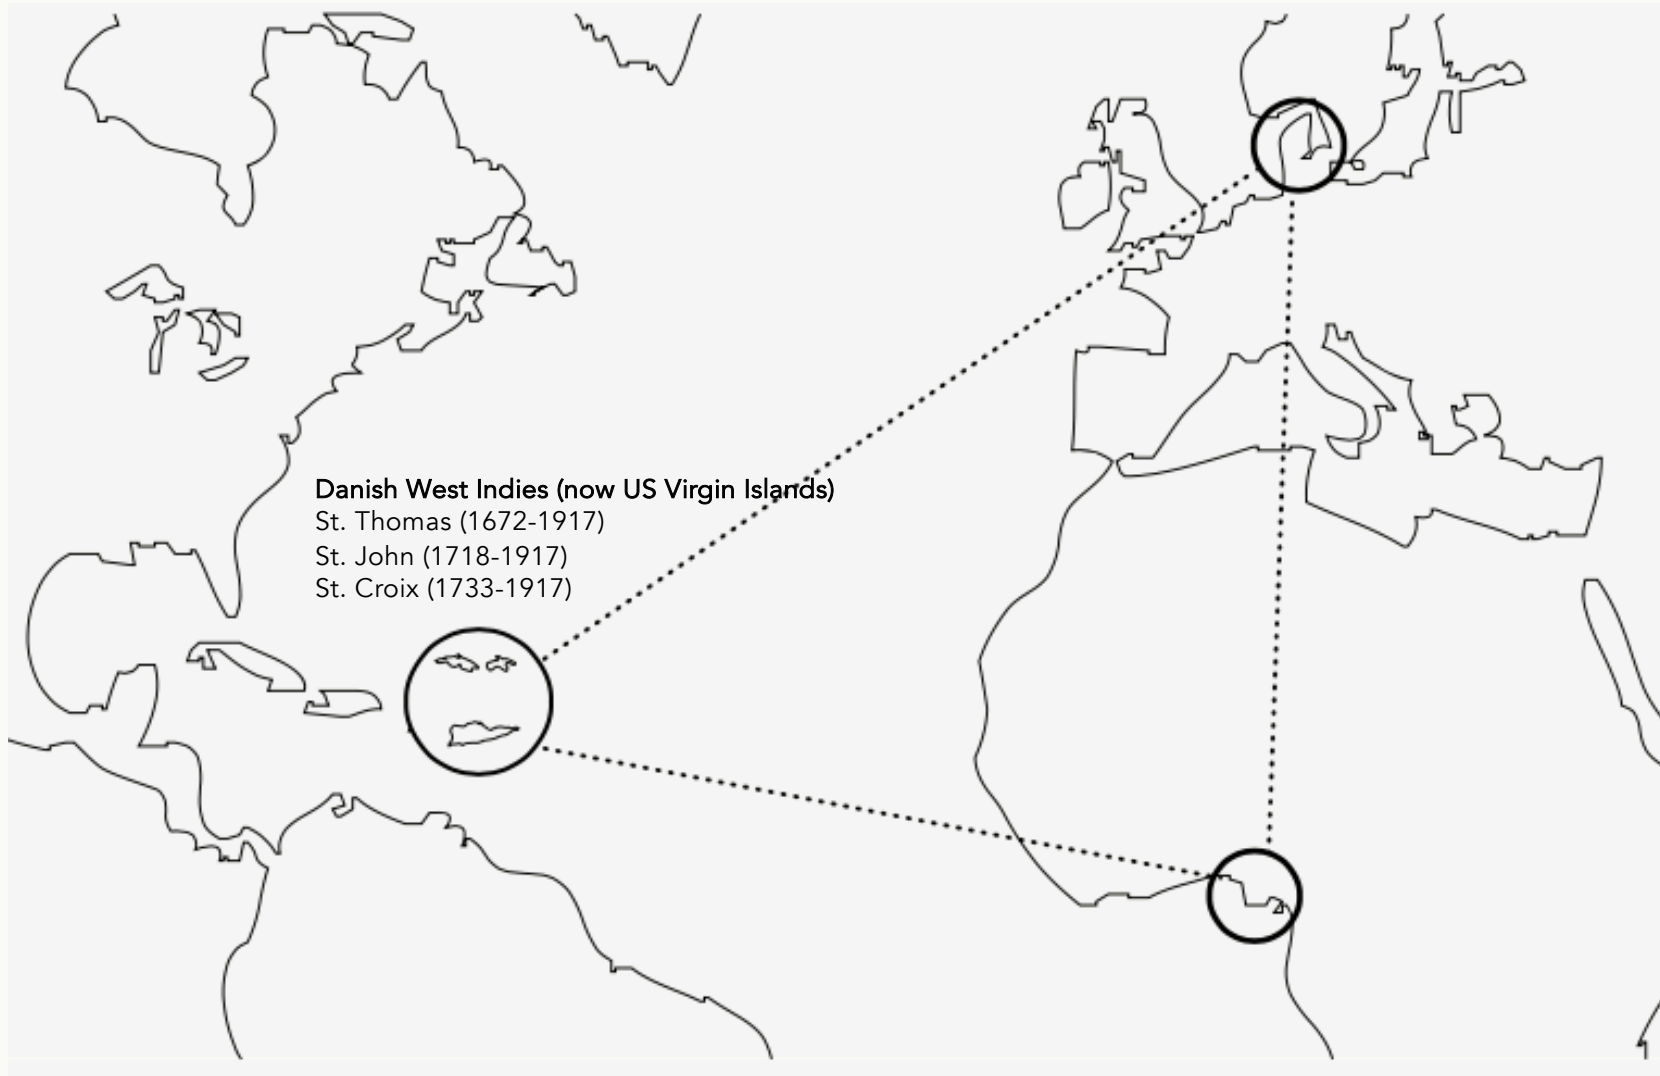 Danish West Indies (now US Virgin Islands)
St. Thomas (1672-1917)
St. John (1718-1917)
St. Croix (1733-1917)